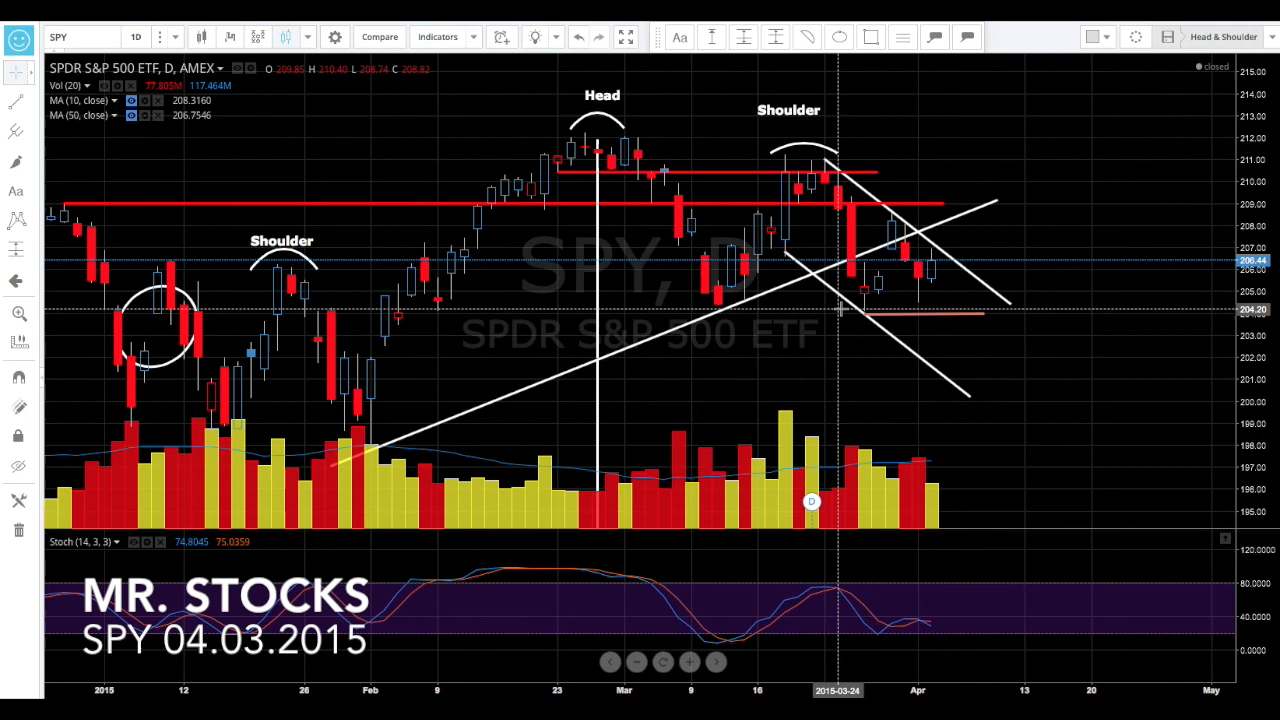 SPY 1D Compare Indicators Aa Head & Shoulder
SPDR S&P 500 ETF, D, AMEX O 209.85 H 210.40 L 208.74 C 208.82
closed
Vol (20) 77.805M 117.464M
MA (10, close) 208.3160
MA (50, close) 206.7546
Aa
Head
Shoulder
Shoulder
SPY, D
SPDR S&P 500 ETF
215.00
214.00
213.00
212.00
211.00
210.00
209.00
208.00
207.00
206.44
206.00
205.00
204.20
203.00
202.00
201.00
200.00
199.00
198.00
197.00
196.00
195.00
D
Stoch (14, 3, 3) 74.8045 75.0359
120.0000
80.0000
40.0000
0.0000
MR. STOCKS
SPY 04.03.2015
2015 12 26 Feb 9 23 Mar 9 16 2015-03-24 Apr 13 20 May